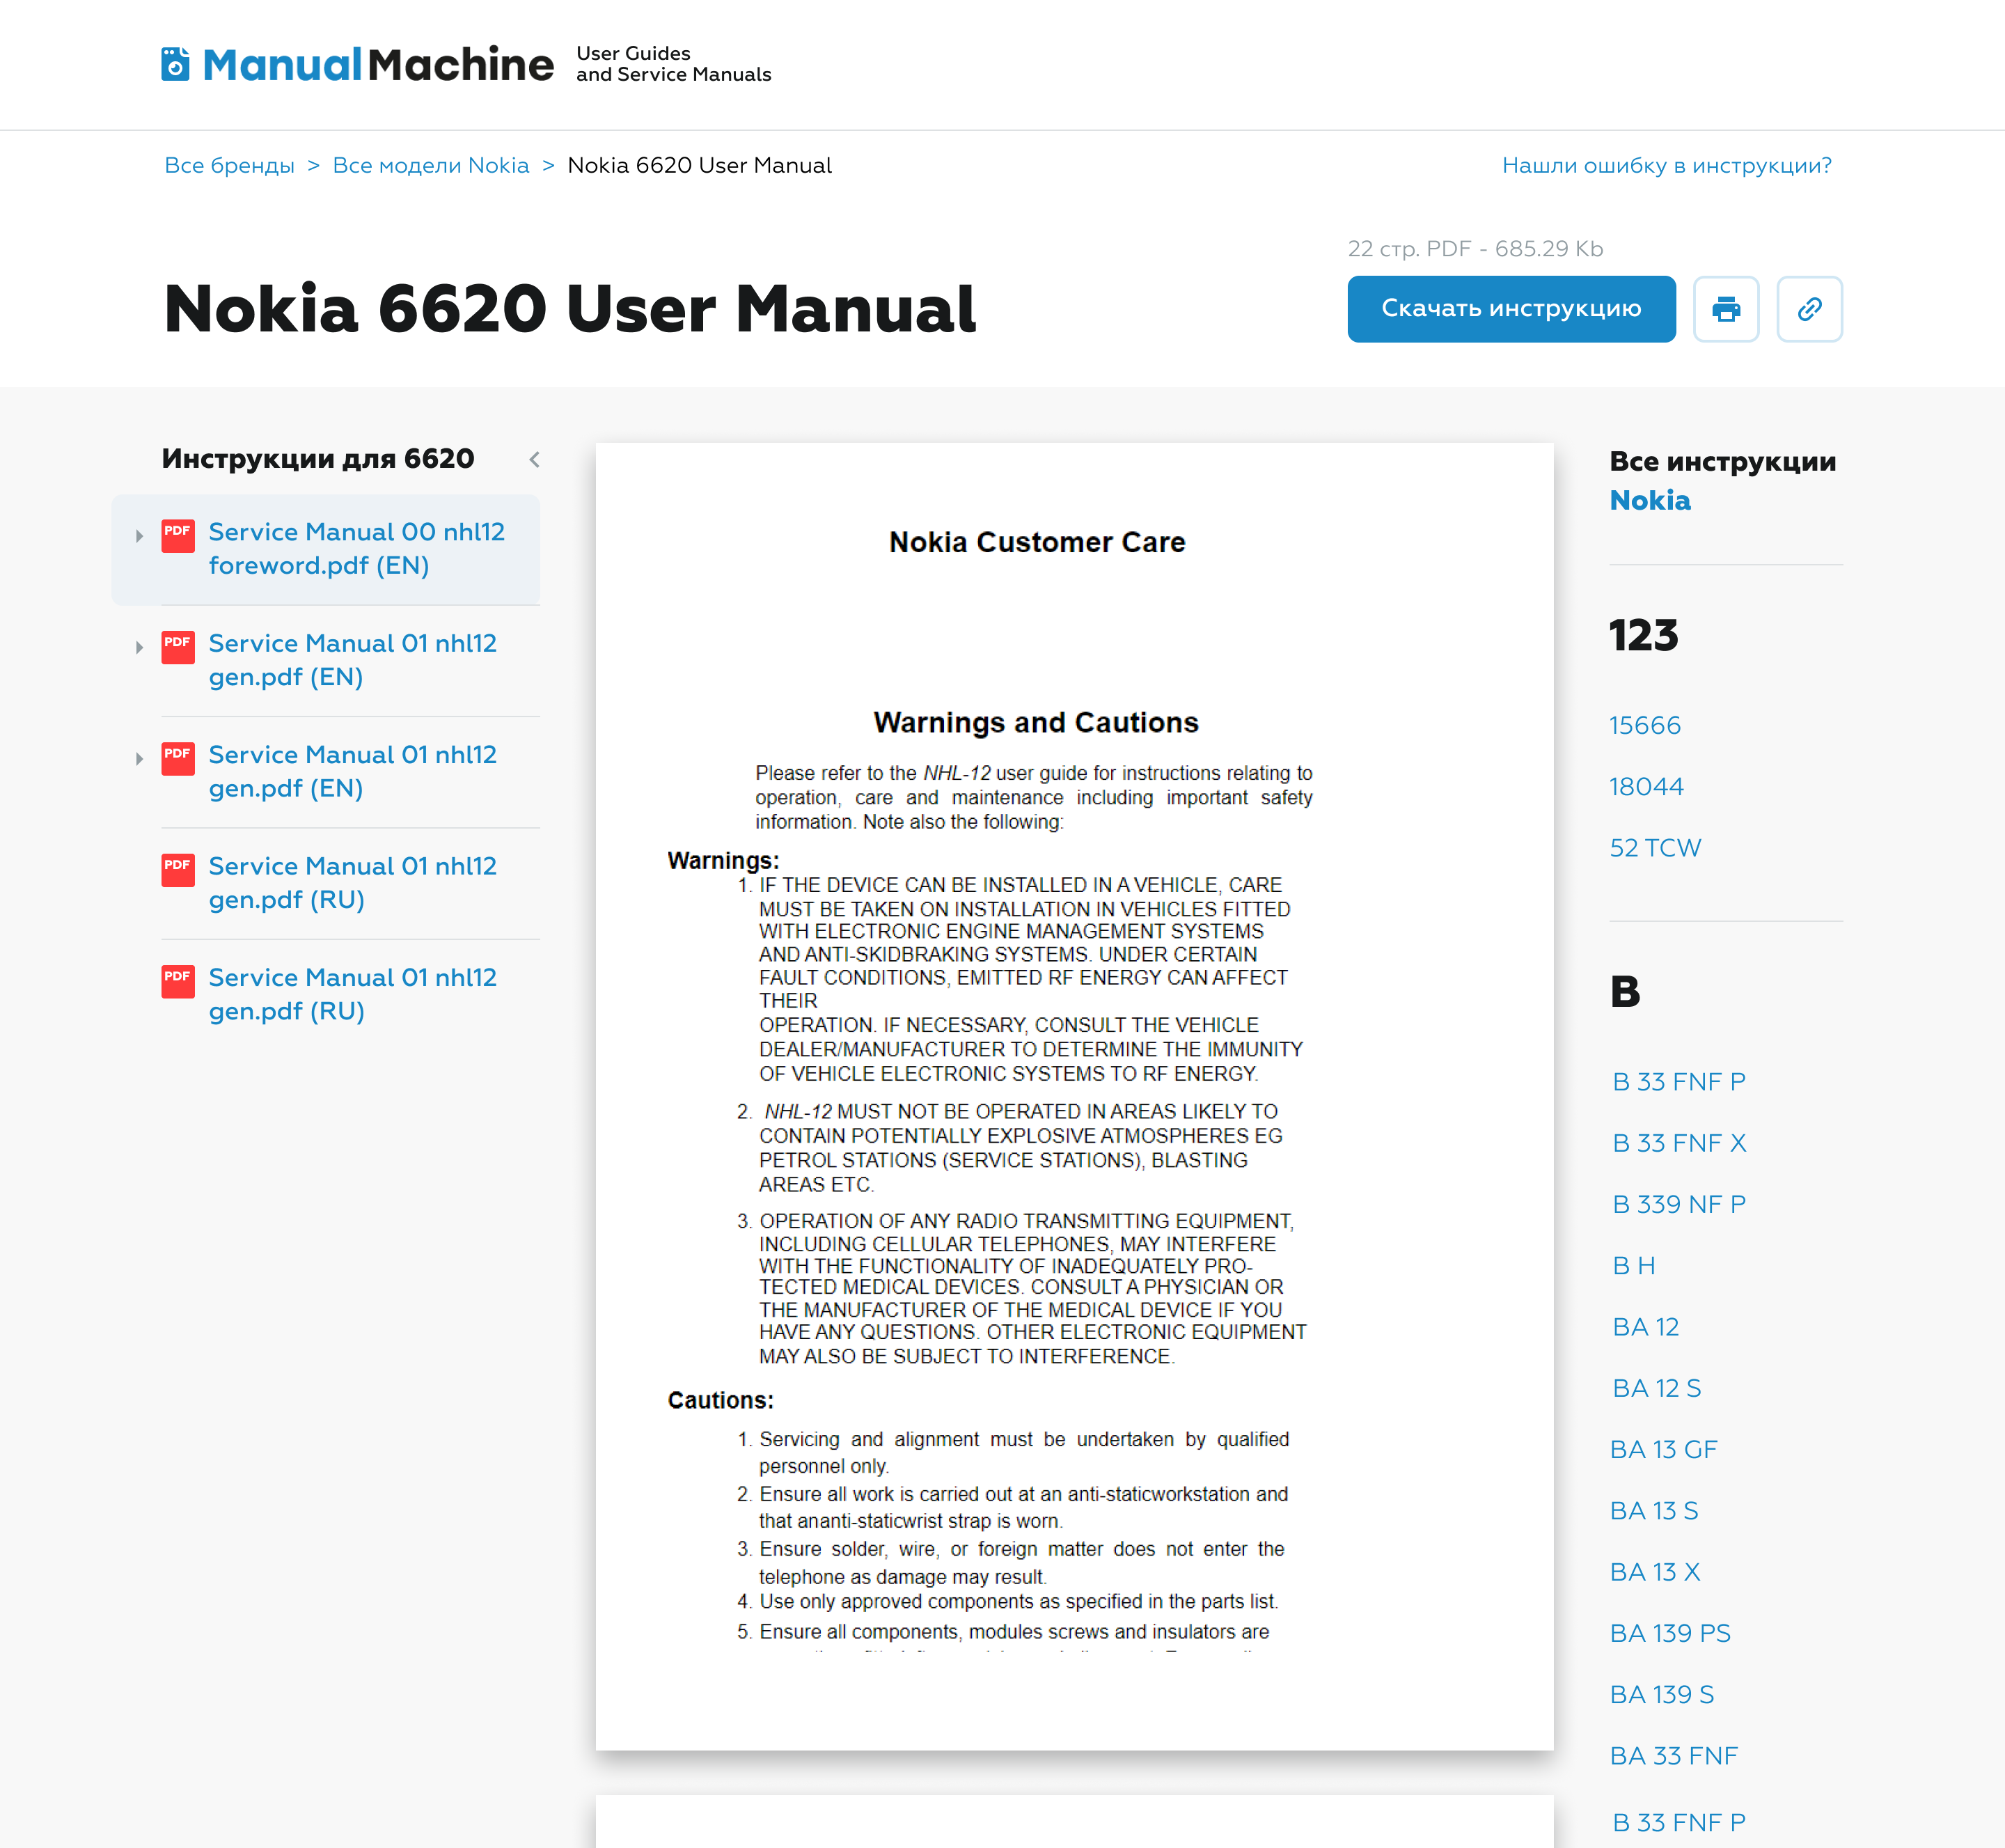 ManualMachine
User Guides
and Service Manuals
Все бренды > Все модели Nokia > Nokia 6620 User Manual
Нашли ошибку в инструкции?
22 стр. PDF - 685.29 Kb
Nokia 6620 User Manual
Скачать инструкцию
Инструкции для 6620
PDF Service Manual 00 nhl12
foreword.pdf (EN)
PDF Service Manual 01 nhl12
gen.pdf (EN)
PDF Service Manual 01 nhl12
gen.pdf (EN)
PDF Service Manual 01 nhl12
gen.pdf (RU)
PDF Service Manual 01 nhl12
gen.pdf (RU)
Nokia Customer Care
Warnings and Cautions
Please refer to the NHL-12 user guide for instructions relating to
operation, care and maintenance including important safety
information. Note also the following:
Warnings:
1. IF THE DEVICE CAN BE INSTALLED IN A VEHICLE, CARE
MUST BE TAKEN ON INSTALLATION IN VEHICLES FITTED
WITH ELECTRONIC ENGINE MANAGEMENT SYSTEMS
AND ANTI-SKIDBRAKING SYSTEMS. UNDER CERTAIN
FAULT CONDITIONS, EMITTED RF ENERGY CAN AFFECT
THEIR
OPERATION. IF NECESSARY, CONSULT THE VEHICLE
DEALER/MANUFACTURER TO DETERMINE THE IMMUNITY
OF VEHICLE ELECTRONIC SYSTEMS TO RF ENERGY.
2. NHL-12 MUST NOT BE OPERATED IN AREAS LIKELY TO
CONTAIN POTENTIALLY EXPLOSIVE ATMOSPHERES EG
PETROL STATIONS (SERVICE STATIONS), BLASTING
AREAS ETC.
3. OPERATION OF ANY RADIO TRANSMITTING EQUIPMENT,
INCLUDING CELLULAR TELEPHONES, MAY INTERFERE
WITH THE FUNCTIONALITY OF INADEQUATELY PRO-
TECTED MEDICAL DEVICES. CONSULT A PHYSICIAN OR
THE MANUFACTURER OF THE MEDICAL DEVICE IF YOU
HAVE ANY QUESTIONS. OTHER ELECTRONIC EQUIPMENT
MAY ALSO BE SUBJECT TO INTERFERENCE.
Cautions:
1. Servicing and alignment must be undertaken by qualified
personnel only.
2. Ensure all work is carried out at an anti-staticworkstation and
that ananti-staticwrist strap is worn.
3. Ensure solder, wire, or foreign matter does not enter the
telephone as damage may result.
4. Use only approved components as specified in the parts list.
5. Ensure all components, modules screws and insulators are
Все инструкции
Nokia
123
15666
18044
52 TCW
B
B 33 FNF P
B 33 FNF X
B 339 NF P
B H
BA 12
BA 12 S
BA 13 GF
BA 13 S
BA 13 X
BA 139 PS
BA 139 S
BA 33 FNF
B 33 FNF P